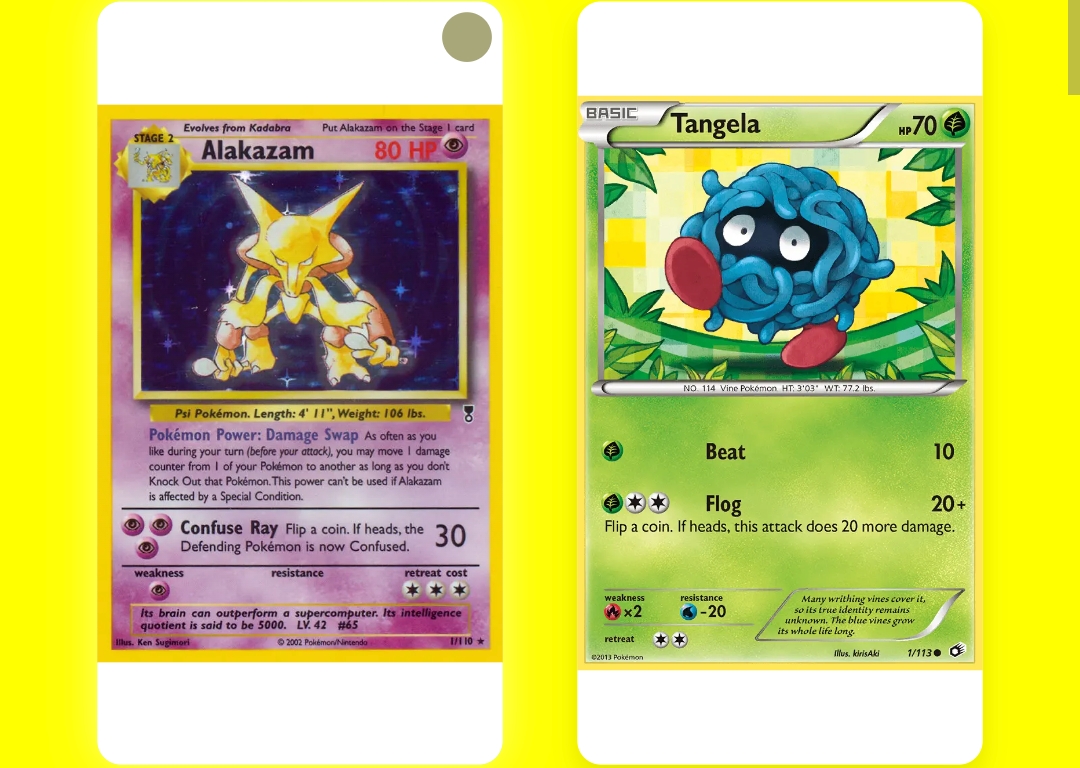 Evolves from Kadabra Put Alakazam on the Stage 1 card
STAGE 2
Alakazam 80 HP
Psi Pokémon. Length: 4' 11", Weight: 106 lbs.
Pokémon Power: Damage Swap As often as you
like during your turn (before your attack), you may move 1 damage
counter from 1 of your Pokémon to another as long as you don't
Knock Out that Pokémon. This power can't be used if Alakazam
is affected by a Special Condition.
Confuse Ray Flip a coin. If heads, the
Defending Pokémon is now Confused. 30
weakness resistance retreat cost
Its brain can outperform a supercomputer. Its intelligence
quotient is said to be 5000. LV. 42 #65
Illus. Ken Sugimori © 2002 Pokémon/Nintendo 1/110 ★
BASIC
Tangela HP70
NO. 114 Vine Pokémon HT: 3'03" WT: 77.2 lbs.
Beat 10
Flog 20+
Flip a coin. If heads, this attack does 20 more damage.
weakness resistance
×2 -20
retreat
Many writhing vines cover it,
so its true identity remains
unknown. The blue vines grow
its whole life long.
©2013 Pokémon Illus. kirisAki 1/113 ●